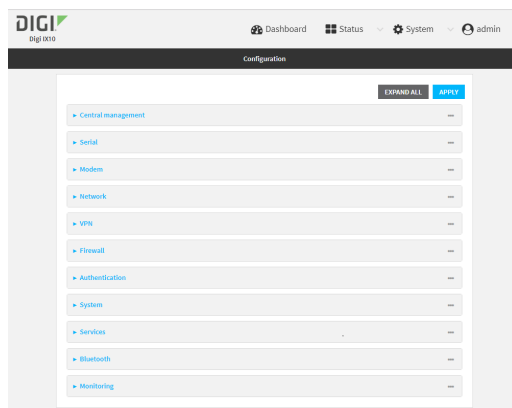 DIGI
Digi IX10
Dashboard Status System admin
Configuration
EXPAND ALL APPLY
Central management
Serial
Modem
Network
VPN
Firewall
Authentication
System
Services
Bluetooth
Monitoring